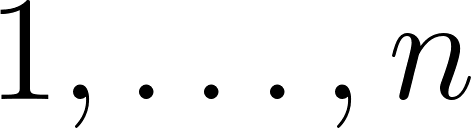 1, . . . , n